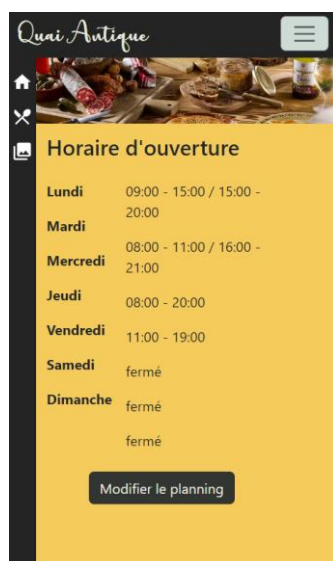 Quai Antique
Horaire d'ouverture
Lundi
Mardi
Mercredi
Jeudi
Vendredi
Samedi
Dimanche
09:00 - 15:00 / 15:00 -
20:00
08:00 - 11:00 / 16:00 -
21:00
08:00 - 20:00
11:00 - 19:00
fermé
fermé
fermé
Modifier le planning